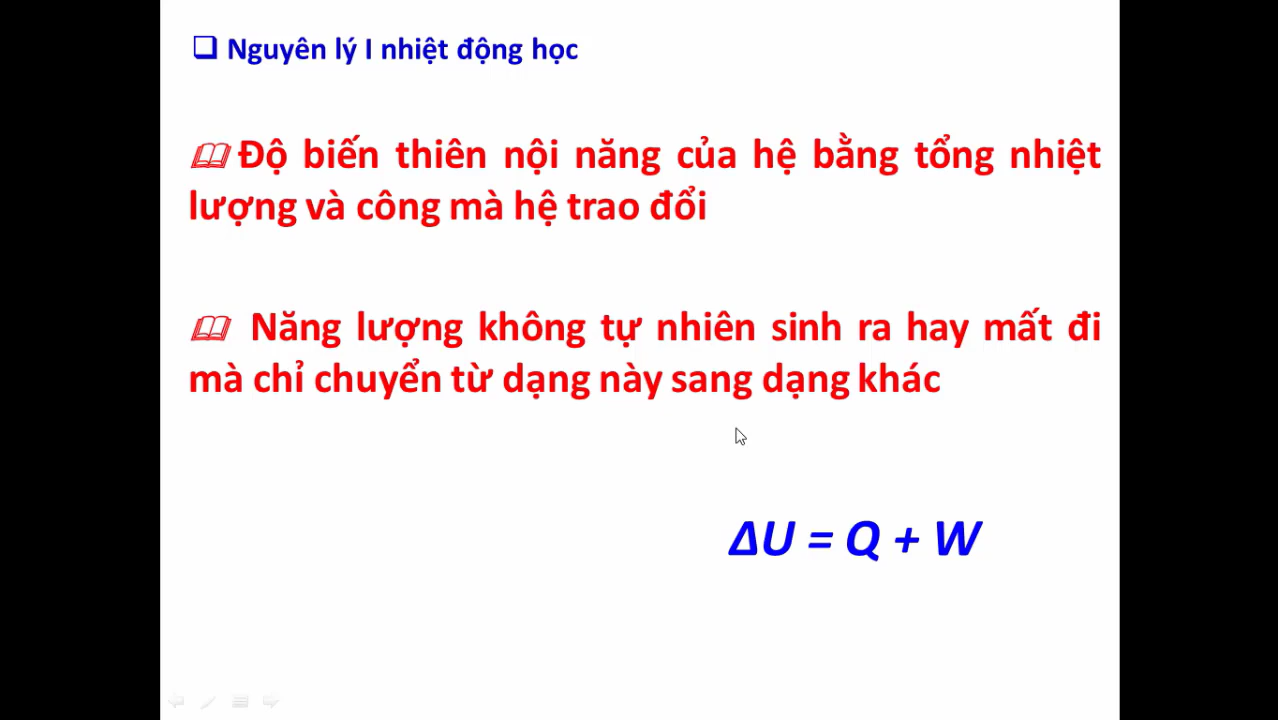 ❑ Nguyên lý I nhiệt động học
🕮 Độ biến thiên nội năng của hệ bằng tổng nhiệt
lượng và công mà hệ trao đổi
🕮 Năng lượng không tự nhiên sinh ra hay mất đi
mà chỉ chuyển từ dạng này sang dạng khác
ΔU = Q + W